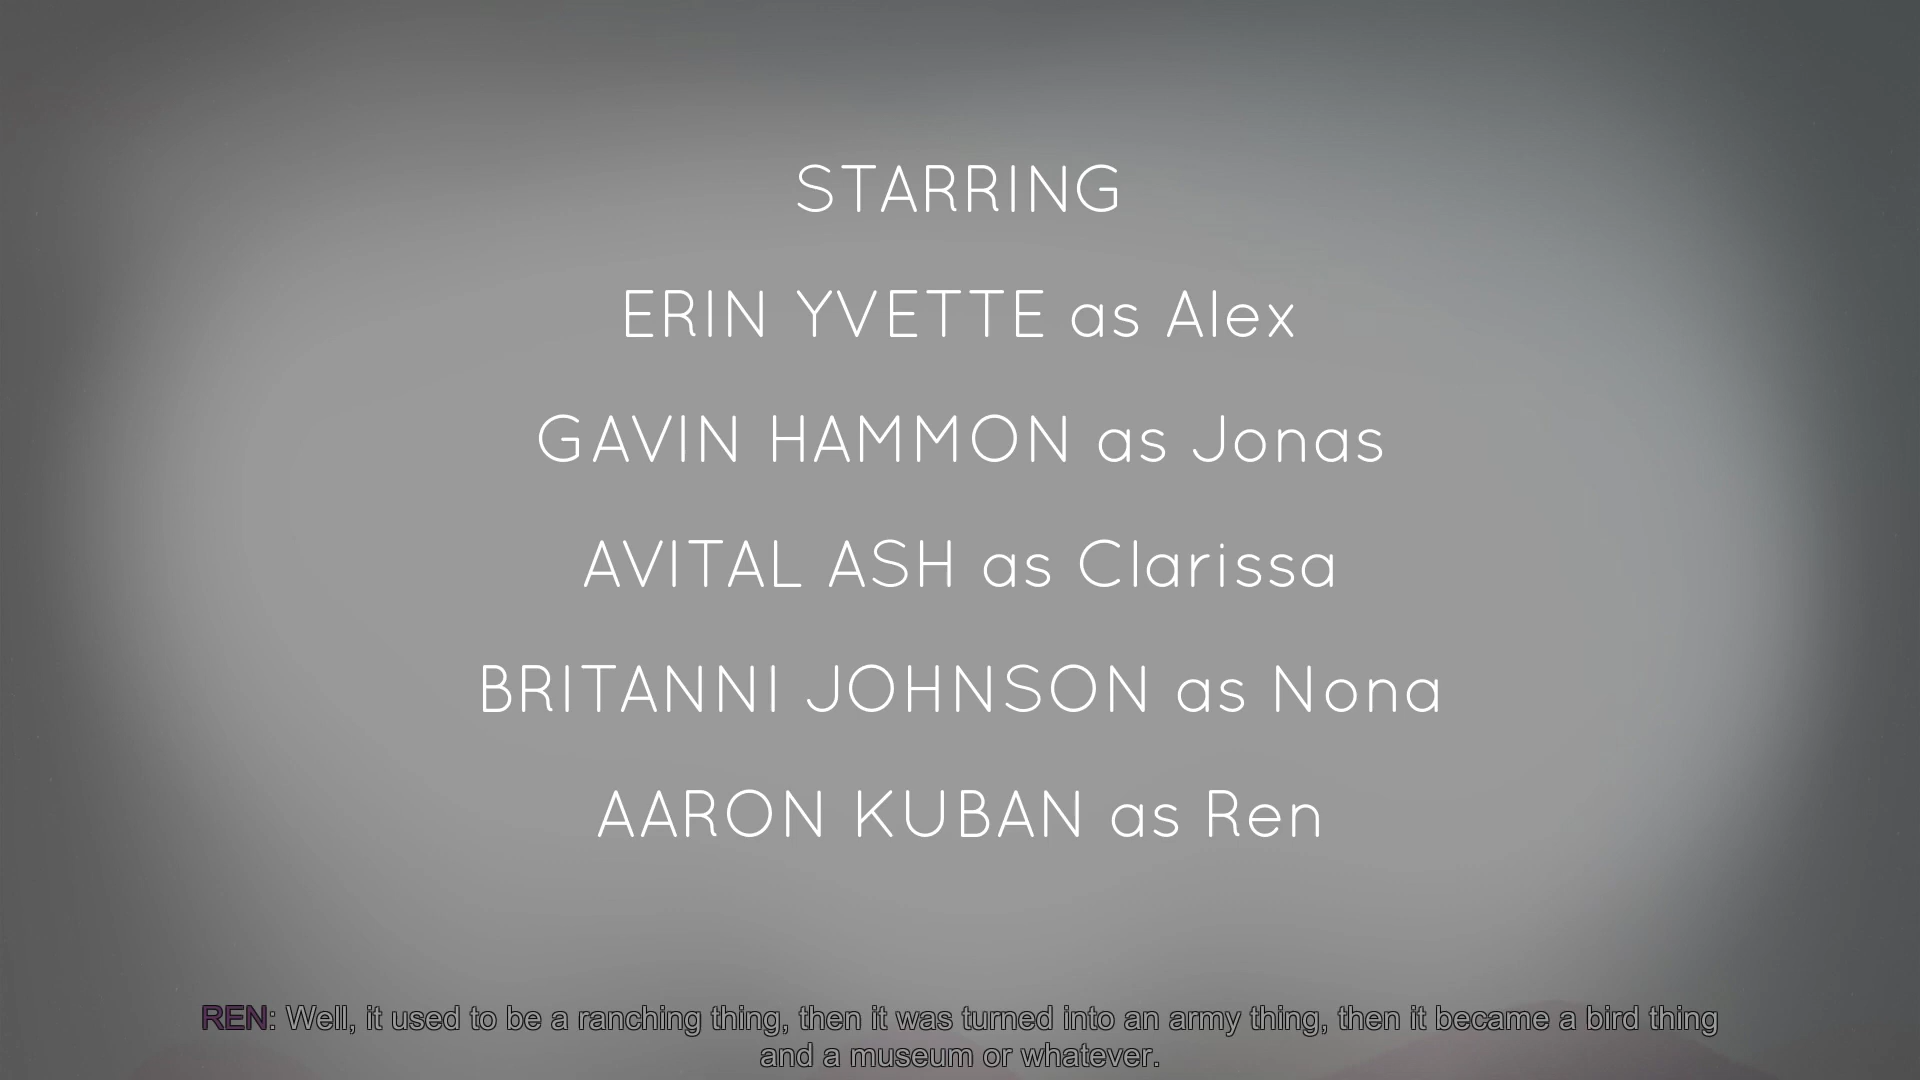 STARRING
ERIN YVETTE as Alex
GAVIN HAMMON as Jonas
AVITAL ASH as Clarissa
BRITANNI JOHNSON as Nona
AARON KUBAN as Ren
REN: Well, it used to be a ranching thing, then it was turned into an army thing, then it became a bird thing
and a museum or whatever.